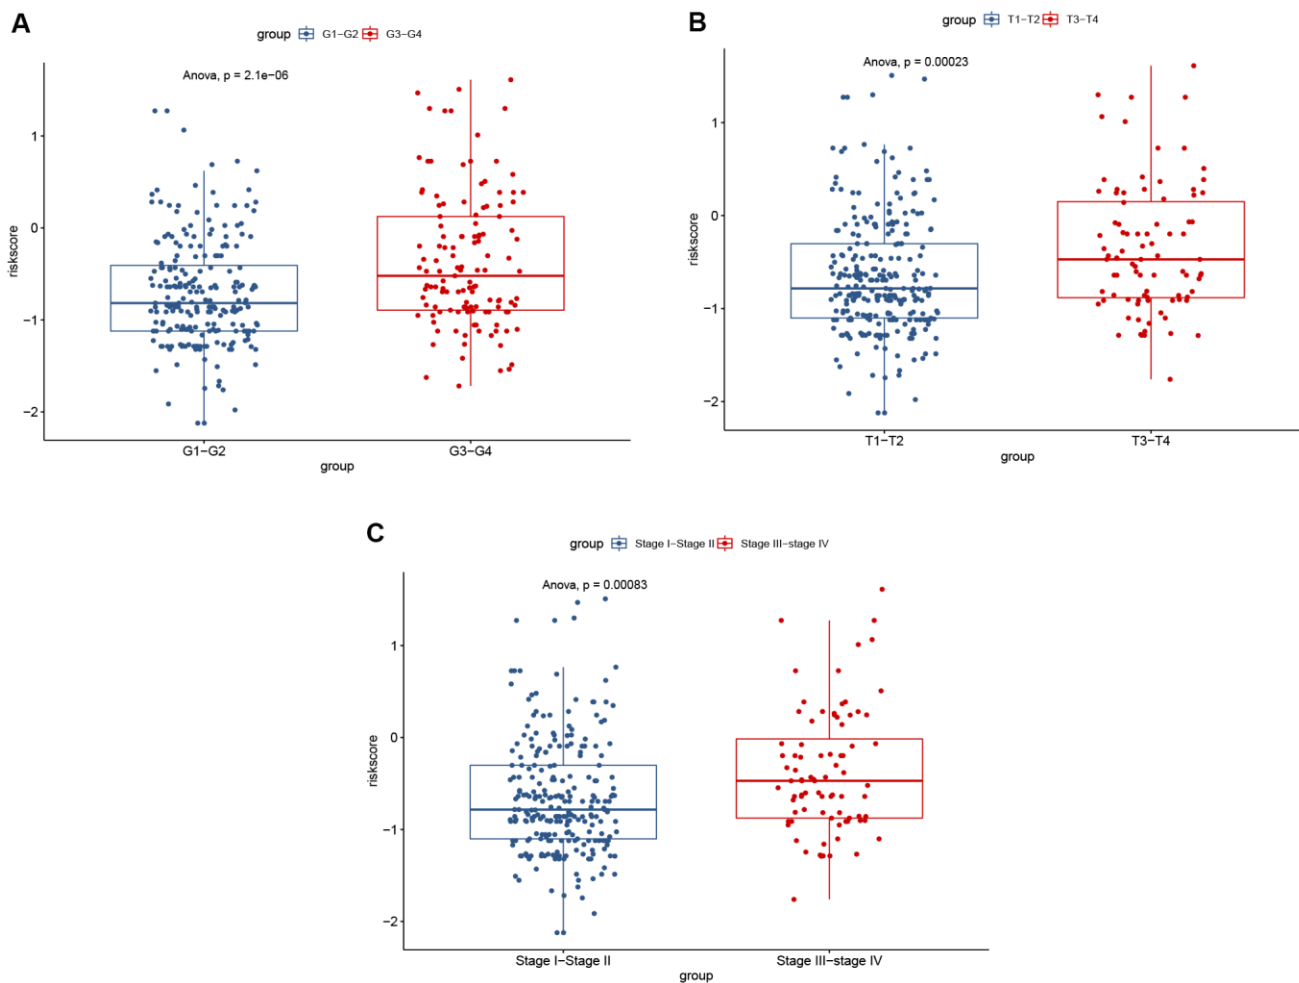 A
group G1−G2 G3−G4
Anova, p = 2.1e−06
1
0
−1
−2
riskscore
G1−G2 G3−G4
group
B
group T1−T2 T3−T4
Anova, p = 0.00023
1
0
−1
−2
riskscore
T1−T2 T3−T4
group
C
group Stage I−Stage II Stage III−stage IV
Anova, p = 0.00083
1
0
−1
−2
riskscore
Stage I−Stage II Stage III−stage IV
group